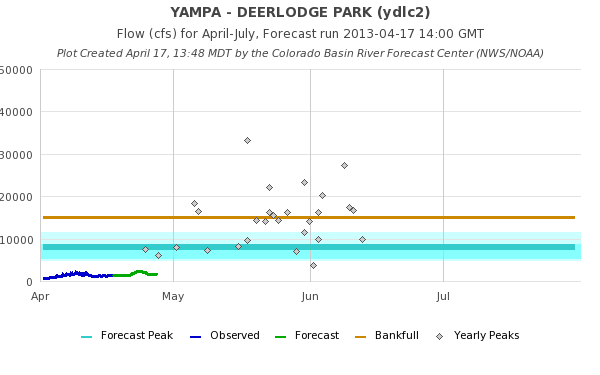 YAMPA - DEERLODGE PARK (ydlc2)
Flow (cfs) for April-July, Forecast run 2013-04-17 14:00 GMT
Plot Created April 17, 13:48 MDT by the Colorado Basin River Forecast Center (NWS/NOAA)
50000
40000
30000
20000
10000
0
Apr May Jun Jul
Forecast Peak Observed Forecast Bankfull Yearly Peaks